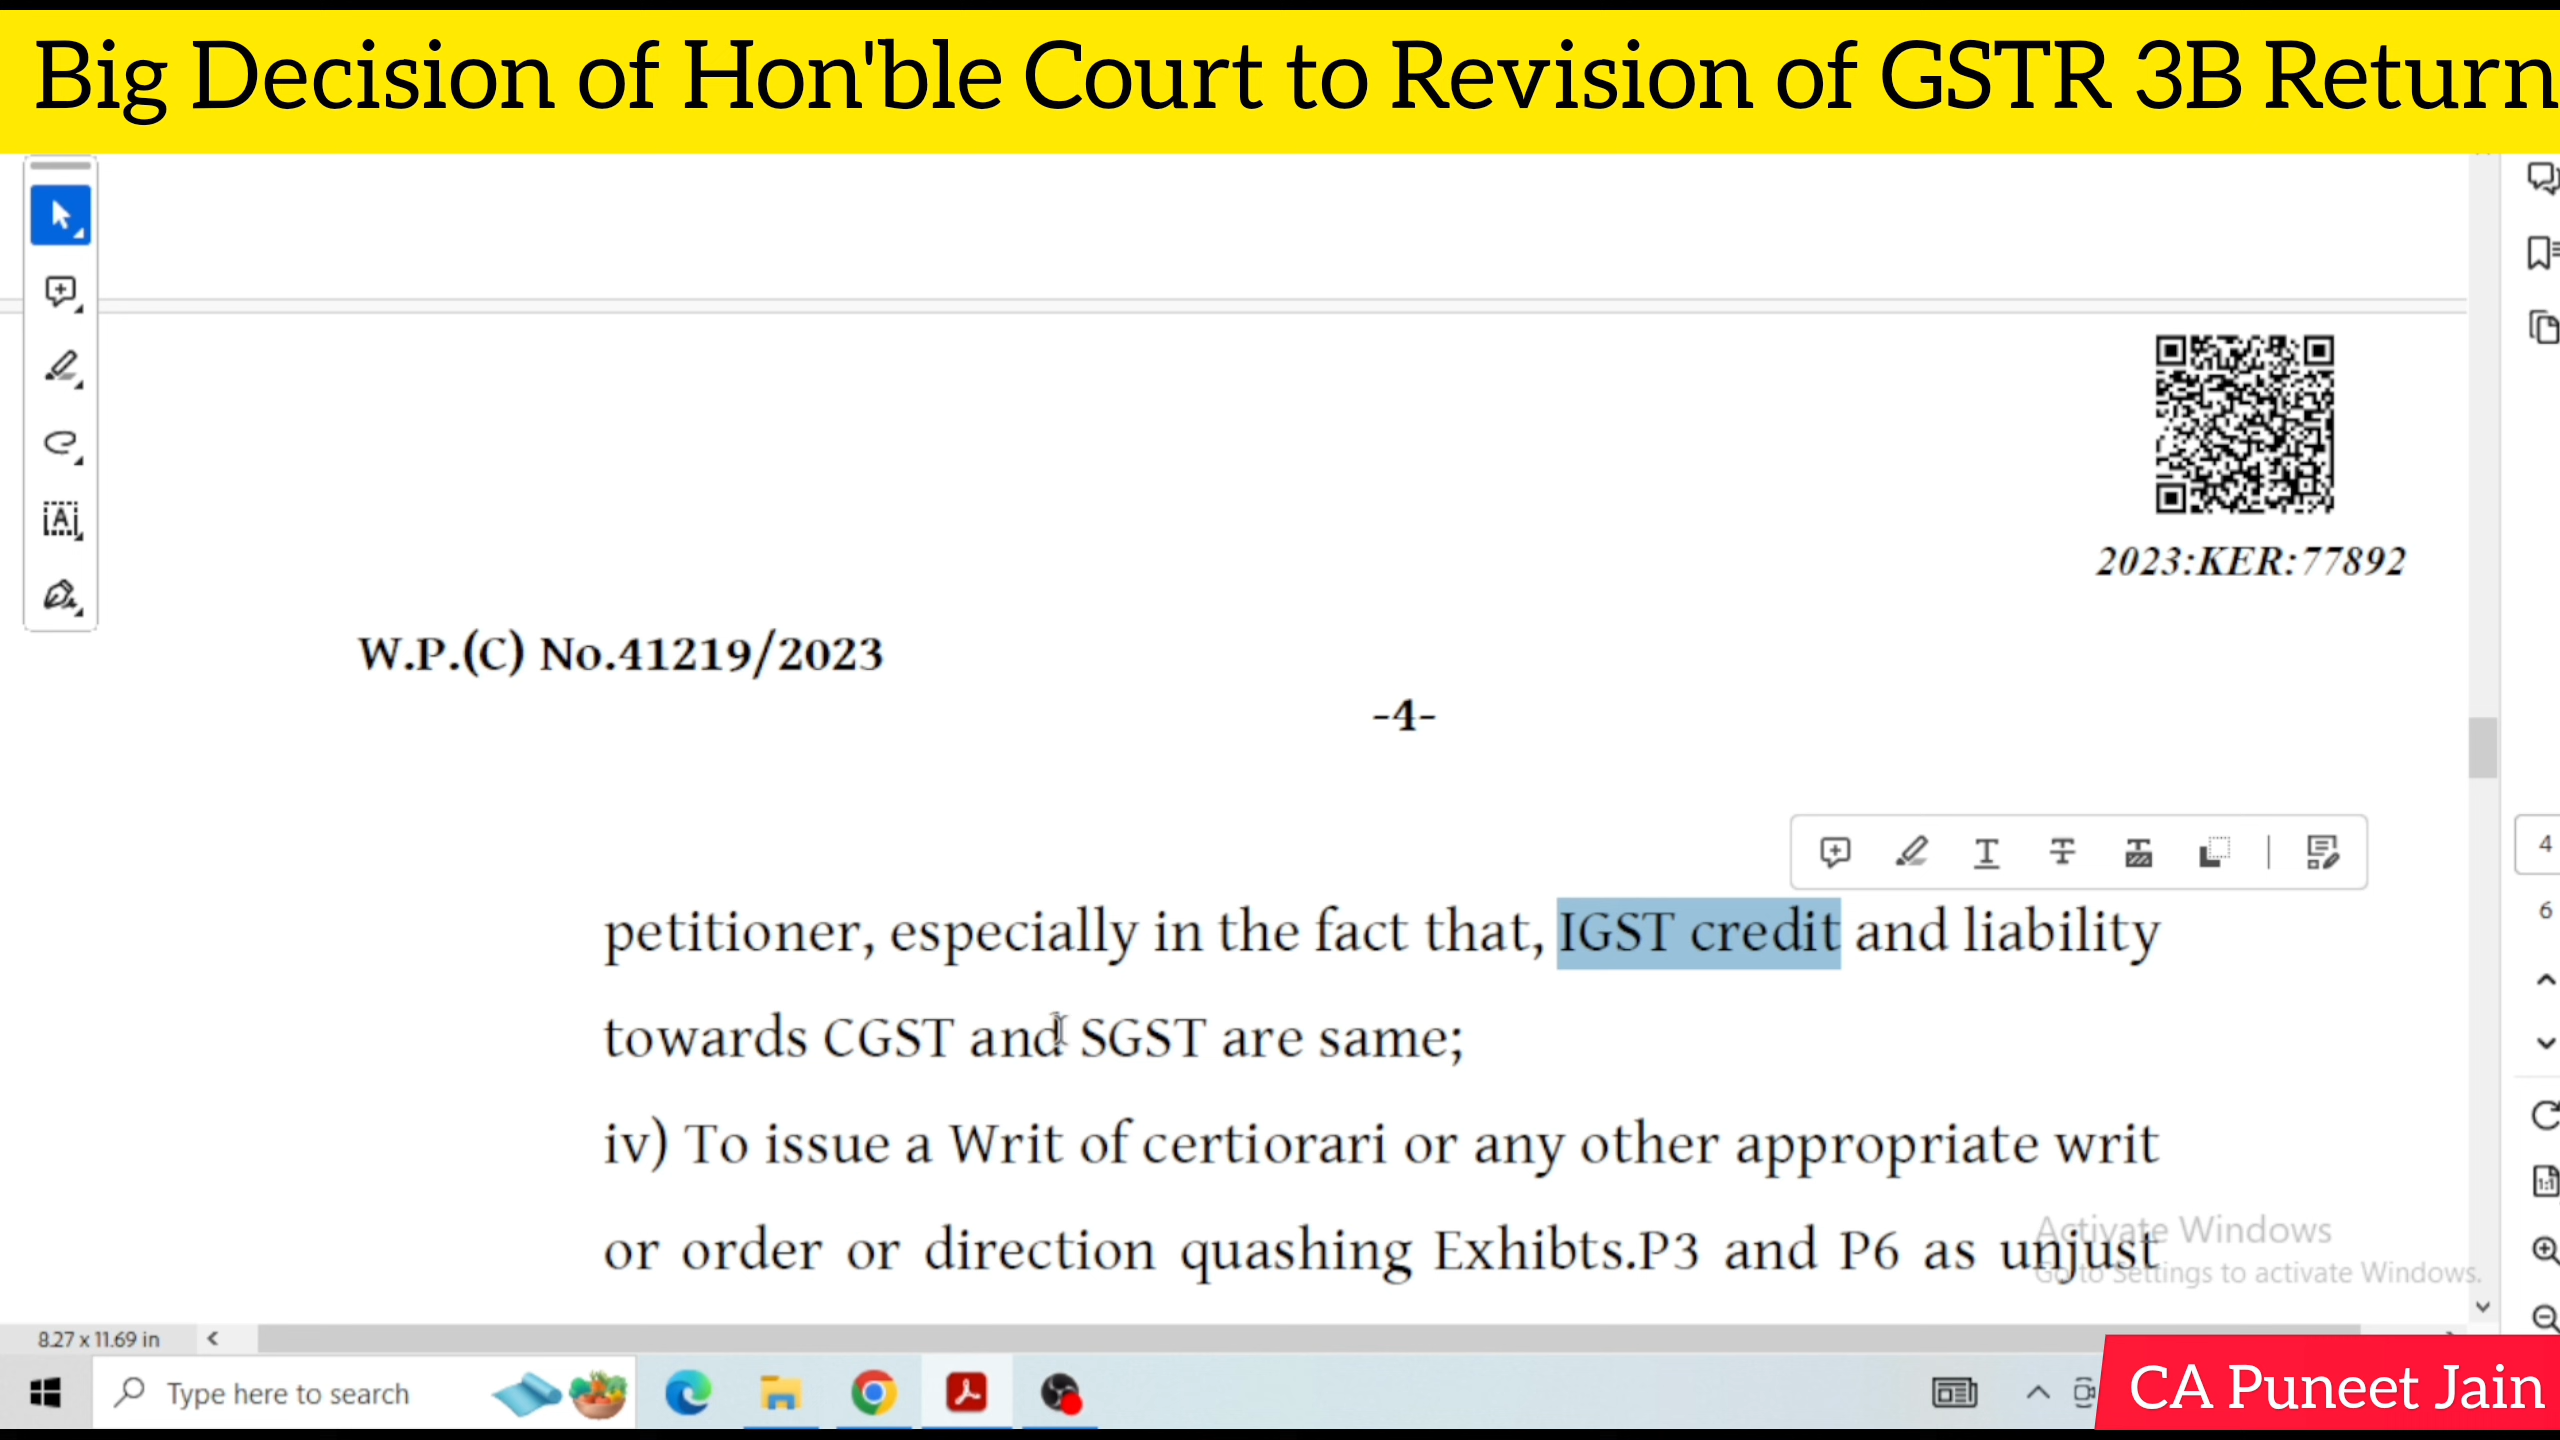 Big Decision of Hon'ble Court to Revision of GSTR 3B Return
2023:KER:77892
W.P.(C) No.41219/2023
-4-
petitioner, especially in the fact that, IGST credit and liability
towards CGST and SGST are same;
iv) To issue a Writ of certiorari or any other appropriate writ
or order or direction quashing Exhibts.P3 and P6 as unjust
4
6
Activate Windows
Go to Settings to activate Windows.
8.27 x 11.69 in
Type here to search
CA Puneet Jain